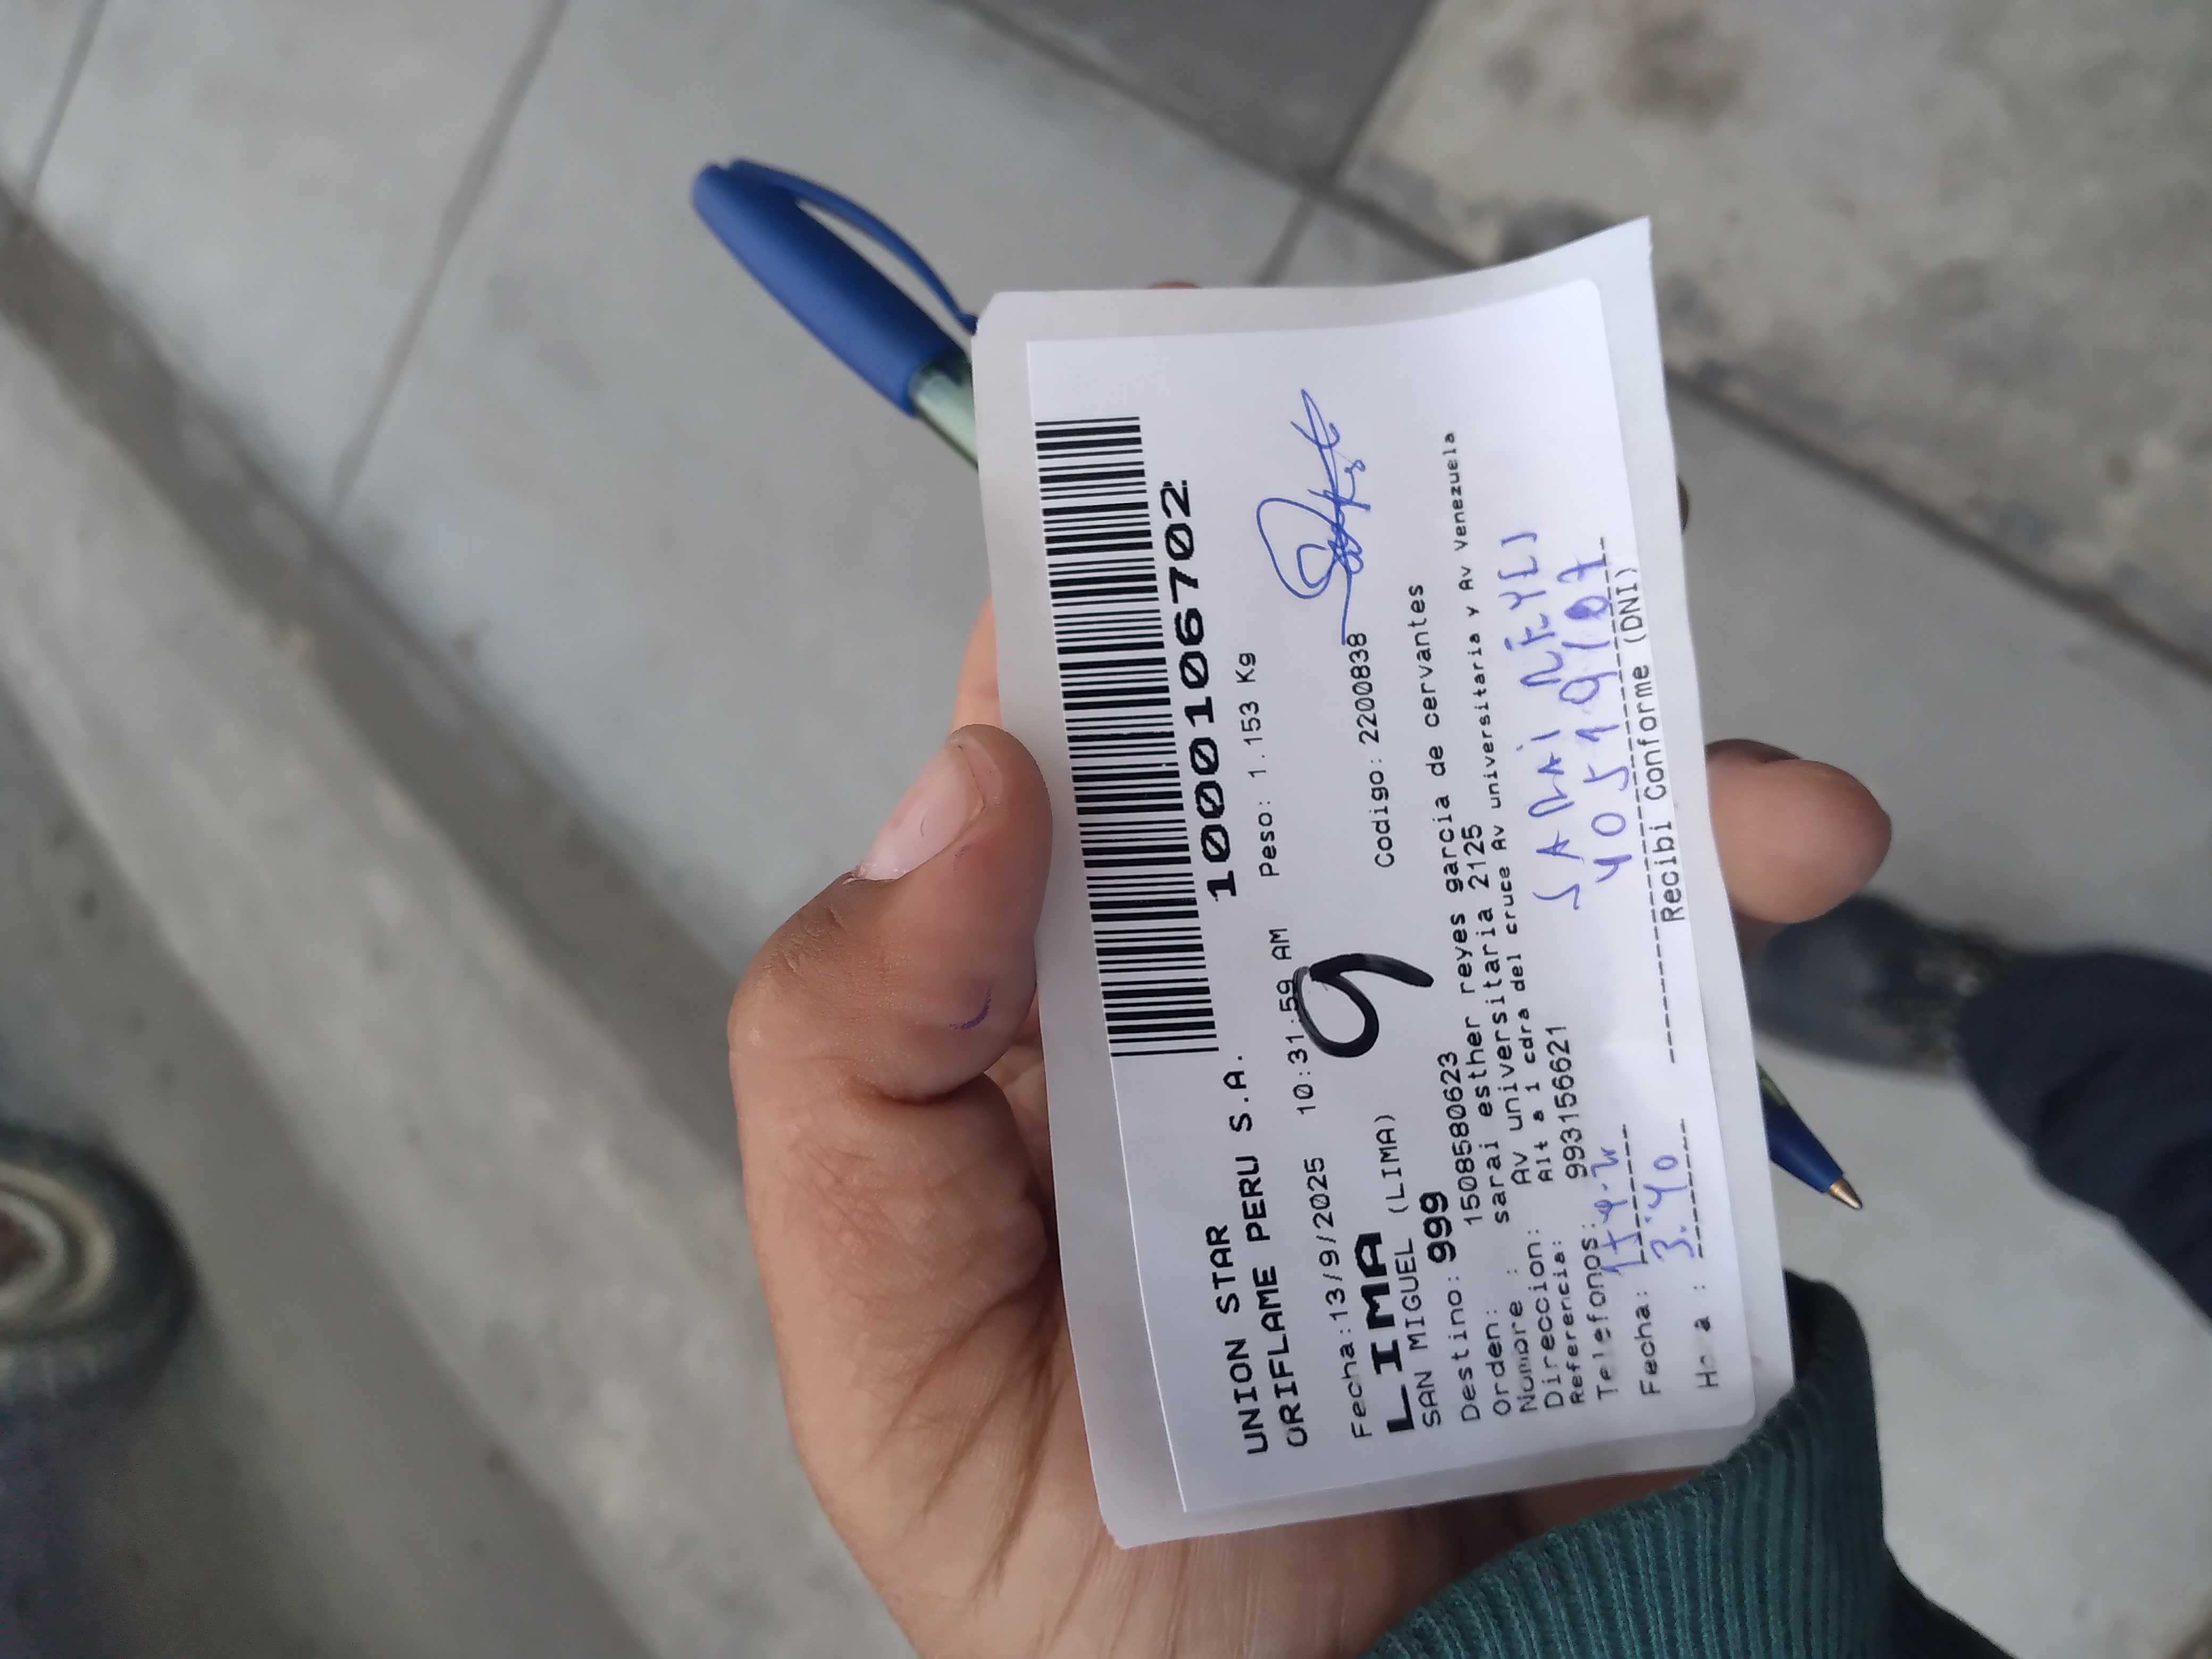 1000106702
UNION STAR
ORIFLAME PERU S.A.
Peso: 1.153 Kg
Fecha:13/9/2025 10:31:59 AM
LIMA
9
SAN MIGUEL (LIMA)
Codigo: 2200838
Destino: 999
Orden: 1508580623
Nombre : sarai esther reyes garcia de cervantes
Direccion: Av universitaria 2125
Referencia: Alt a 1 cdra del cruce Av universitaria y Av Venezuela
Telefonos: 993156621
SARAI REYES
40519107
Fecha:
Hora : 3:40
Recibi Conforme (DNI)